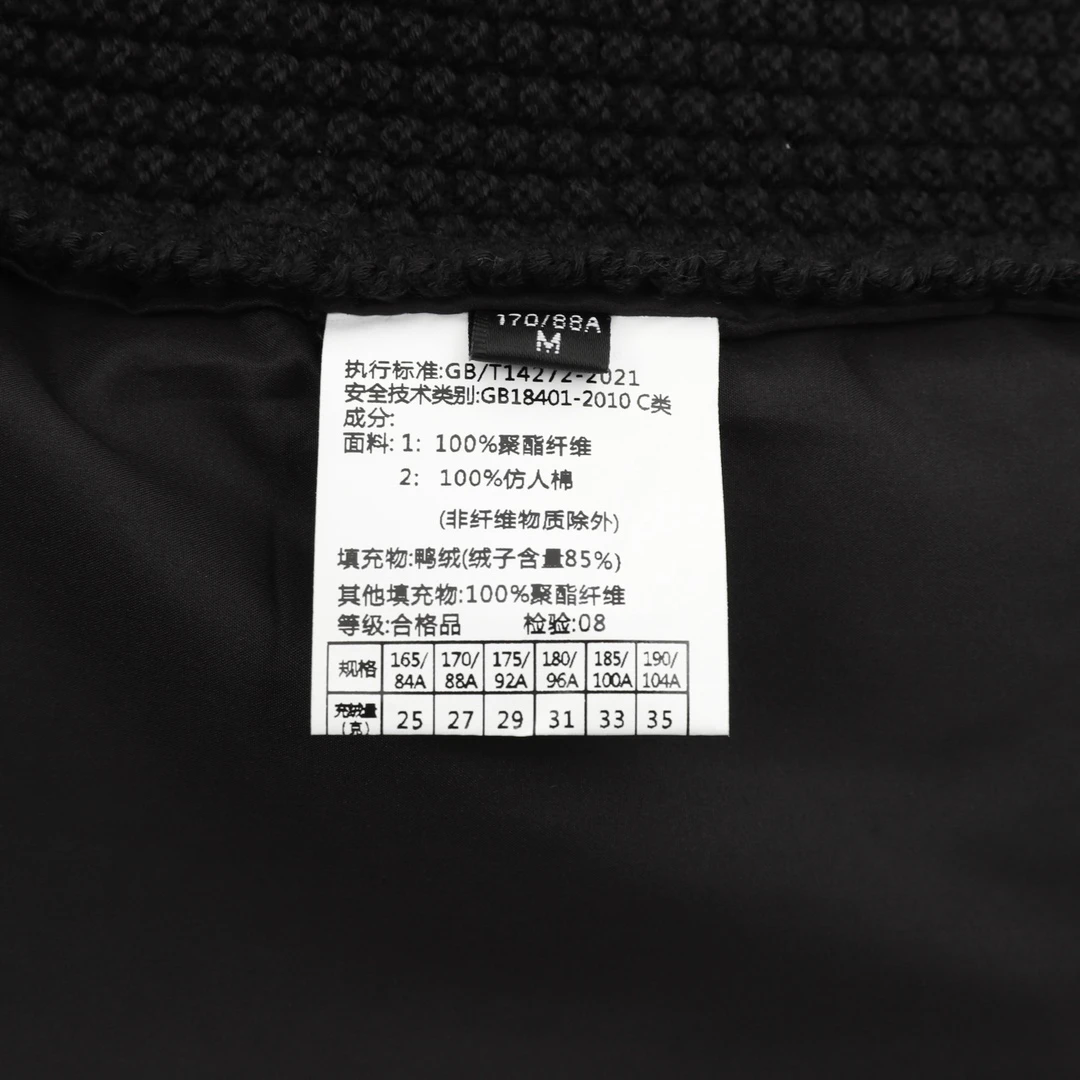 170/88A
M
执行标准:GB/T14272-2021
安全技术类别:GB18401-2010 C类
成分:
面料: 1: 100%聚酯纤维
2: 100%仿人棉
(非纤维物质除外)
填充物:鸭绒(绒子含量85%)
其他填充物:100%聚酯纤维
等级:合格品 检验:08
规格 165/84A 170/88A 175/92A 180/96A 185/100A 190/104A
充绒量(克) 25 27 29 31 33 35